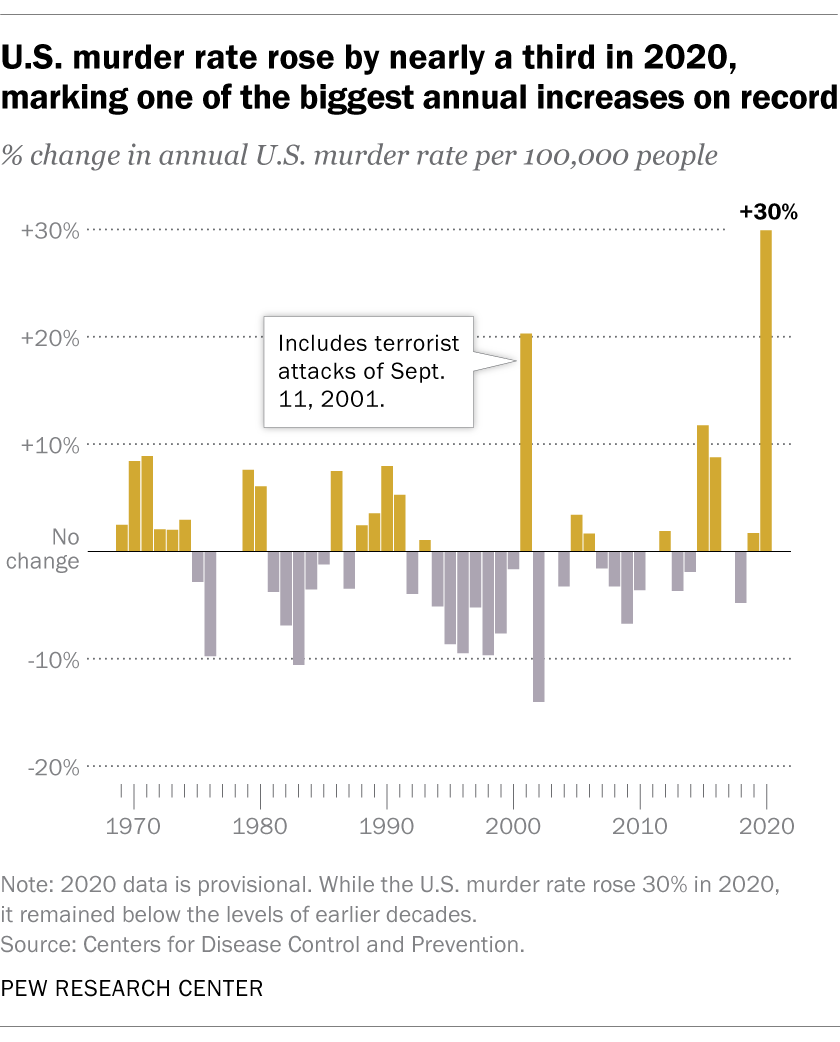 U.S. murder rate rose by nearly a third in 2020,
marking one of the biggest annual increases on record
% change in annual U.S. murder rate per 100,000 people
+30%
+30%
+20%
Includes terrorist
attacks of Sept.
11, 2001.
+10%
No
change
-10%
-20%
1970 1980 1990 2000 2010 2020
Note: 2020 data is provisional. While the U.S. murder rate rose 30% in 2020,
it remained below the levels of earlier decades.
Source: Centers for Disease Control and Prevention.
PEW RESEARCH CENTER